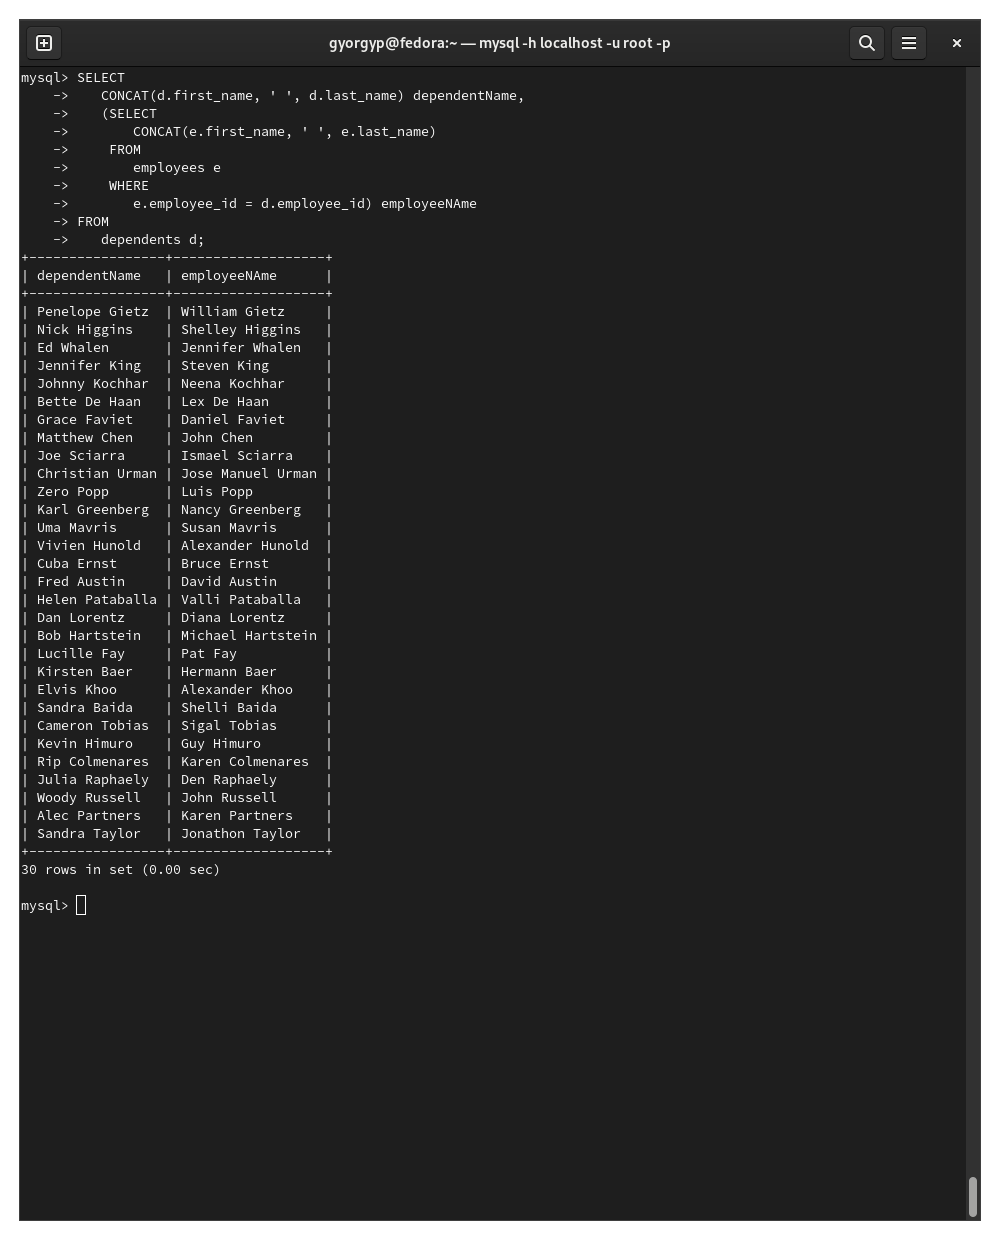 gyorgyp@fedora:~ — mysql -h localhost -u root -p
mysql> SELECT
    ->    CONCAT(d.first_name, ' ', d.last_name) dependentName,
    ->    (SELECT
    ->        CONCAT(e.first_name, ' ', e.last_name)
    ->     FROM
    ->        employees e
    ->     WHERE
    ->        e.employee_id = d.employee_id) employeeNAme
    -> FROM
    ->    dependents d;
+-----------------+-------------------+
| dependentName   | employeeNAme      |
+-----------------+-------------------+
| Penelope Gietz  | William Gietz     |
| Nick Higgins    | Shelley Higgins   |
| Ed Whalen       | Jennifer Whalen   |
| Jennifer King   | Steven King       |
| Johnny Kochhar  | Neena Kochhar     |
| Bette De Haan   | Lex De Haan       |
| Grace Faviet    | Daniel Faviet     |
| Matthew Chen    | John Chen         |
| Joe Sciarra     | Ismael Sciarra    |
| Christian Urman | Jose Manuel Urman |
| Zero Popp       | Luis Popp         |
| Karl Greenberg  | Nancy Greenberg   |
| Uma Mavris      | Susan Mavris      |
| Vivien Hunold   | Alexander Hunold  |
| Cuba Ernst      | Bruce Ernst       |
| Fred Austin     | David Austin      |
| Helen Pataballa | Valli Pataballa   |
| Dan Lorentz     | Diana Lorentz     |
| Bob Hartstein   | Michael Hartstein |
| Lucille Fay     | Pat Fay           |
| Kirsten Baer    | Hermann Baer      |
| Elvis Khoo      | Alexander Khoo    |
| Sandra Baida    | Shelli Baida      |
| Cameron Tobias  | Sigal Tobias      |
| Kevin Himuro    | Guy Himuro        |
| Rip Colmenares  | Karen Colmenares  |
| Julia Raphaely  | Den Raphaely      |
| Woody Russell   | John Russell      |
| Alec Partners   | Karen Partners    |
| Sandra Taylor   | Jonathon Taylor   |
+-----------------+-------------------+
30 rows in set (0.00 sec)
mysql>